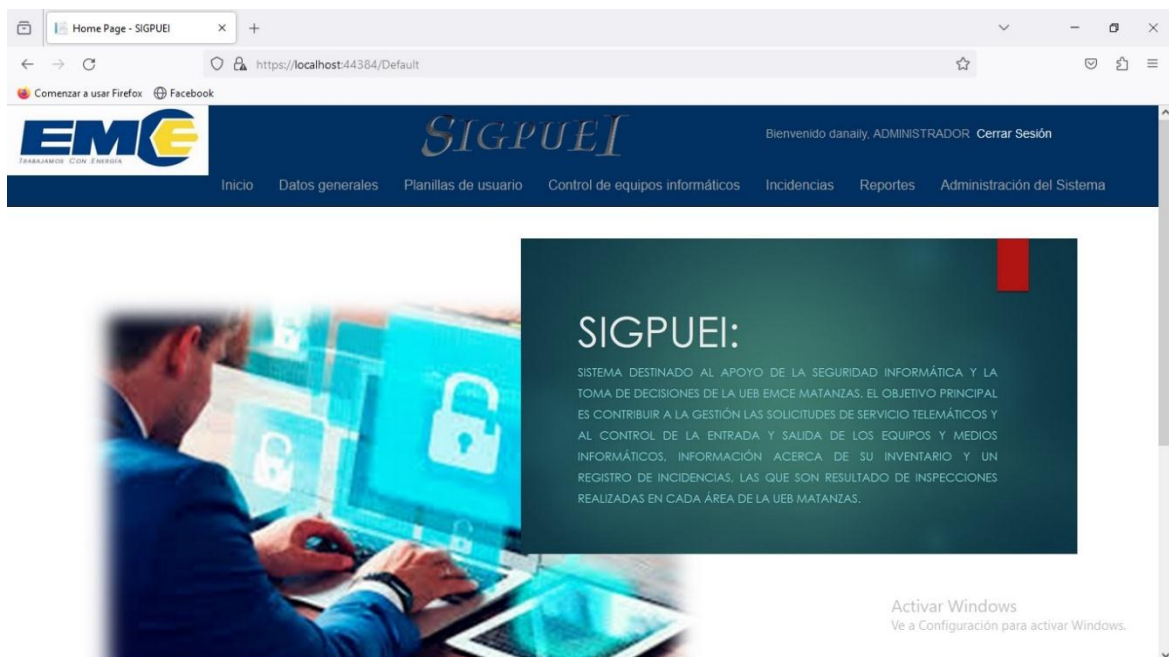 Home Page - SIGPUEI
https://localhost:44384/Default
Comenzar a usar Firefox Facebook
EMCE
TRABAJAMOS CON ENERGÍA
SIGPUEI
Bienvenido danaily, ADMINISTRADOR Cerrar Sesión
Inicio Datos generales Planillas de usuario Control de equipos informáticos Incidencias Reportes Administración del Sistema
SIGPUEI:
SISTEMA DESTINADO AL APOYO DE LA SEGURIDAD INFORMÁTICA Y LA
TOMA DE DECISIONES DE LA UEB EMCE MATANZAS. EL OBJETIVO PRINCIPAL
ES CONTRIBUIR A LA GESTIÓN LAS SOLICITUDES DE SERVICIO TELEMÁTICOS Y
AL CONTROL DE LA ENTRADA Y SALIDA DE LOS EQUIPOS Y MEDIOS
INFORMÁTICOS, INFORMACIÓN ACERCA DE SU INVENTARIO Y UN
REGISTRO DE INCIDENCIAS, LAS QUE SON RESULTADO DE INSPECCIONES
REALIZADAS EN CADA ÁREA DE LA UEB MATANZAS.
Activar Windows
Ve a Configuración para activar Windows.